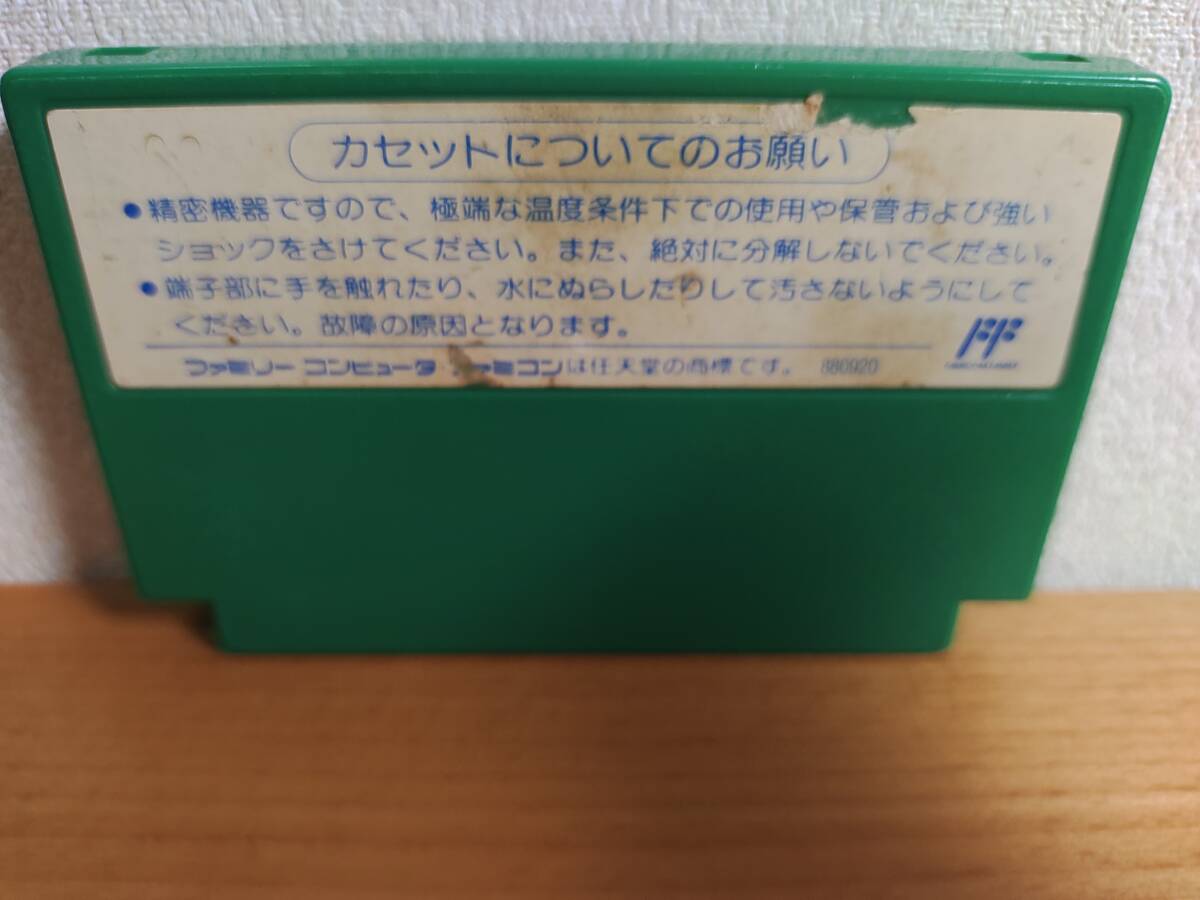 カセットについてのお願い
●精密機器ですので、極端な温度条件下での使用や保管および強い
ショックをさけてください。また、絶対に分解しないでください。
●端子部に手を触れたり、水にぬらしたりして汚さないようにして
ください。故障の原因となります。
ファミリーコンピュータ ファミコンは任天堂の商標です。 880920